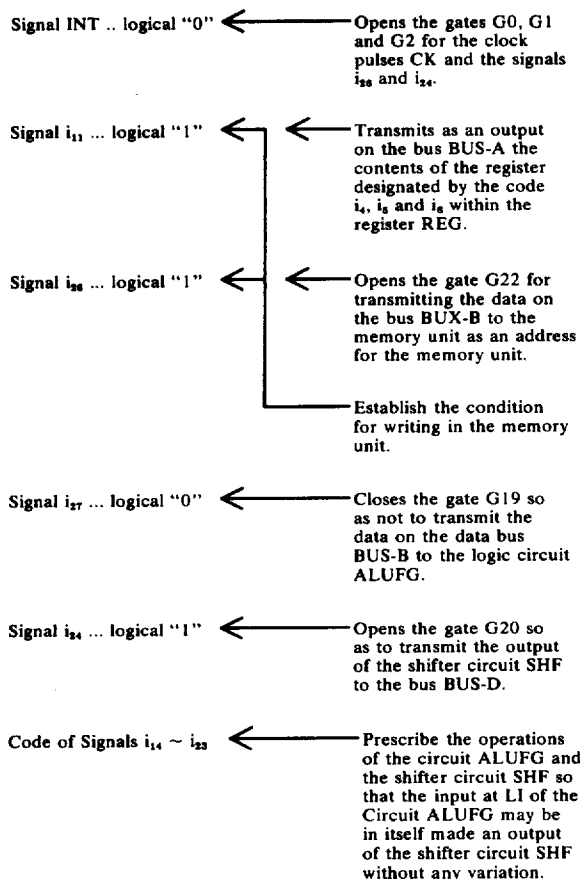 Signal INT .. logical "0"
Opens the gates G0, G1
and G2 for the clock
pulses CK and the signals
i₂₆ and i₂₄.
Signal i₁₁ ... logical "1"
Transmits as an output
on the bus BUS-A the
contents of the register
designated by the code
i₄, i₅ and i₆ within the
register REG.
Signal i₂₆ ... logical "1"
Opens the gate G22 for
transmitting the data on
the bus BUX-B to the
memory unit as an address
for the memory unit.
Establish the condition
for writing in the memory
unit.
Signal i₂₇ ... logical "0"
Closes the gate G19 so
as not to transmit the
data on the data bus
BUS-B to the logic circuit
ALUFG.
Signal i₂₄ ... logical "1"
Opens the gate G20 so
as to transmit the output
of the shifter circuit SHF
to the bus BUS-D.
Code of Signals i₁₄ ~ i₂₃
Prescribe the operations
of the circuit ALUFG and
the shifter circuit SHF so
that the input at LI of the
Circuit ALUFG may be
in itself made an output
of the shifter circuit SHF
without any variation.